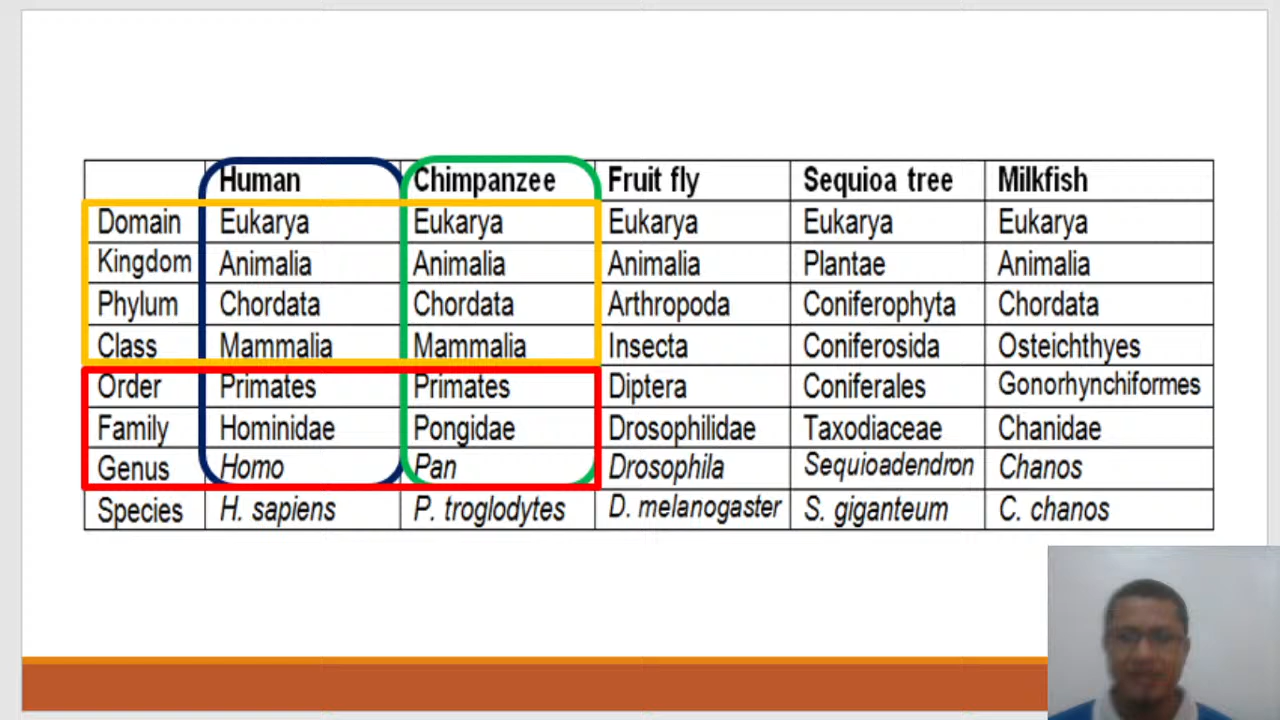 Human Chimpanzee Fruit fly Sequioa tree Milkfish
Domain Eukarya Eukarya Eukarya Eukarya Eukarya
Kingdom Animalia Animalia Animalia Plantae Animalia
Phylum Chordata Chordata Arthropoda Coniferophyta Chordata
Class Mammalia Mammalia Insecta Coniferosida Osteichthyes
Order Primates Primates Diptera Coniferales Gonorhynchiformes
Family Hominidae Pongidae Drosophilidae Taxodiaceae Chanidae
Genus Homo Pan Drosophila Sequioadendron Chanos
Species H. sapiens P. troglodytes D. melanogaster S. giganteum C. chanos